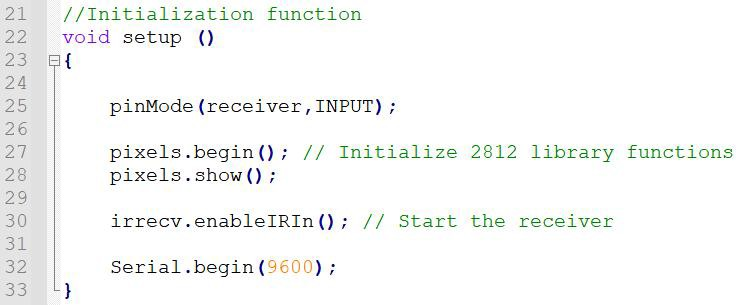 21 //Initialization function
22 void setup ()
23 {
24
25 pinMode(receiver,INPUT);
26
27 pixels.begin(); // Initialize 2812 library functions
28 pixels.show();
29
30 irrecv.enableIRIn(); // Start the receiver
31
32 Serial.begin(9600);
33 }